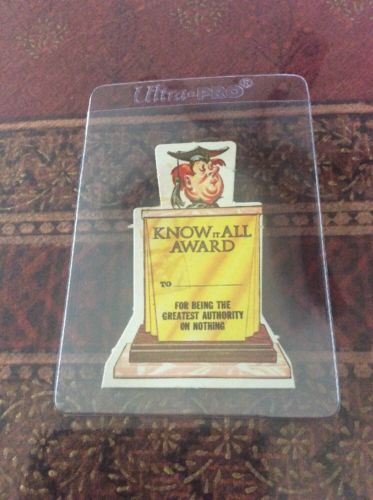 Ultra-PRO®
KNOW IT ALL
AWARD
TO
FOR BEING THE
GREATEST AUTHORITY
ON NOTHING